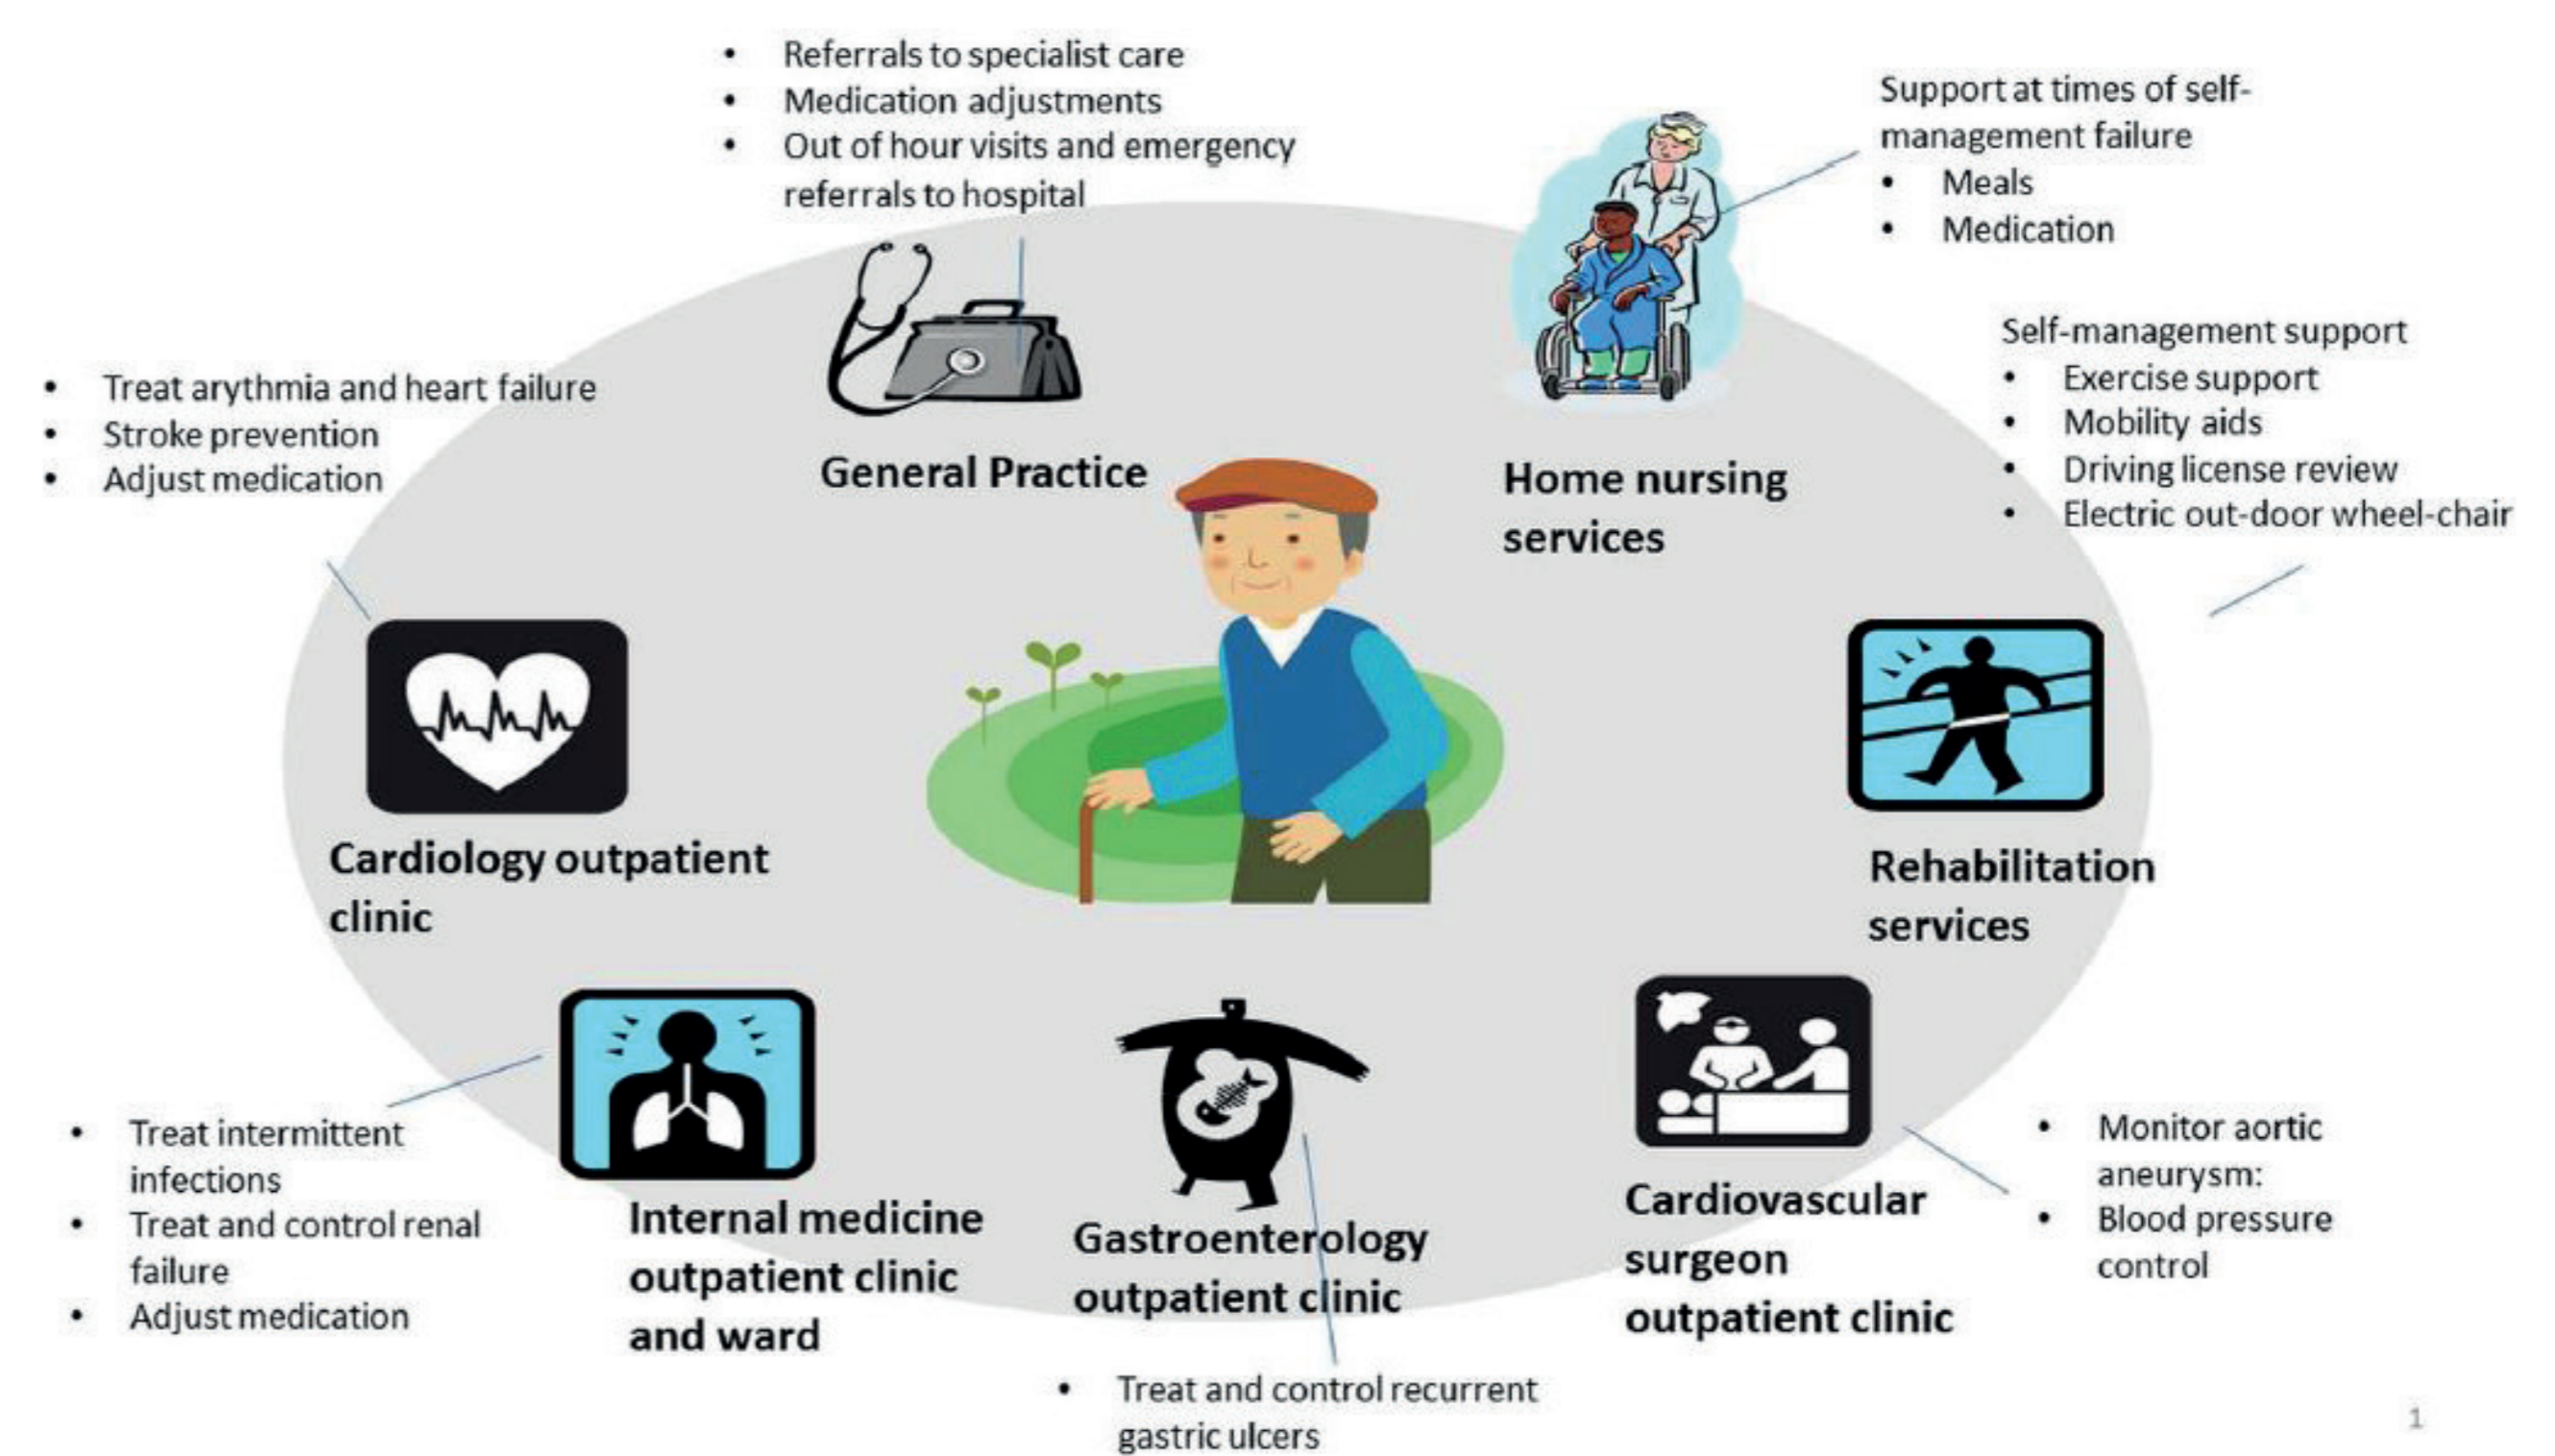 • Referrals to specialist care
• Medication adjustments
• Out of hour visits and emergency
referrals to hospital
General Practice
Support at times of self-
management failure
• Meals
• Medication
Home nursing
services
Self-management support
• Exercise support
• Mobility aids
• Driving license review
• Electric out-door wheel-chair
Rehabilitation
services
• Treat arythmia and heart failure
• Stroke prevention
• Adjust medication
Cardiology outpatient
clinic
• Treat intermittent
infections
• Treat and control renal
failure
• Adjust medication
Internal medicine
outpatient clinic
and ward
Gastroenterology
outpatient clinic
• Treat and control recurrent
gastric ulcers
Cardiovascular
surgeon
outpatient clinic
• Monitor aortic
aneurysm:
• Blood pressure
control
1